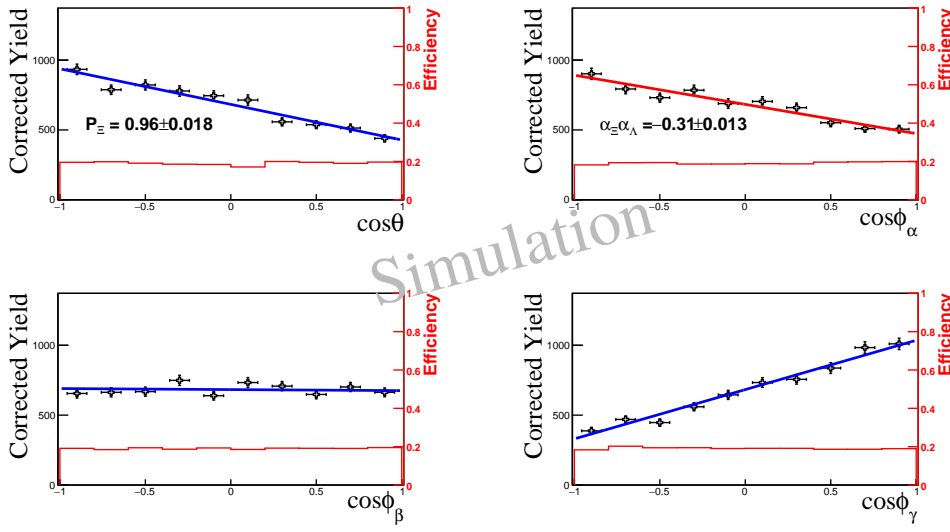 Corrected Yield
1000
500
0
P_Ξ = 0.96±0.018
−1 −0.5 0 0.5 1
cosθ
0 0.2 0.4 0.6 0.8 1
Efficiency
Corrected Yield
1000
500
0
α_Ξα_Λ =−0.31±0.013
−1 −0.5 0 0.5 1
cosϕ_α
0 0.2 0.4 0.6 0.8 1
Efficiency
Simulation
Corrected Yield
1000
500
0
−1 −0.5 0 0.5 1
cosϕ_β
0 0.2 0.4 0.6 0.8 1
Efficiency
Corrected Yield
1000
500
0
−1 −0.5 0 0.5 1
cosϕ_γ
0 0.2 0.4 0.6 0.8 1
Efficiency